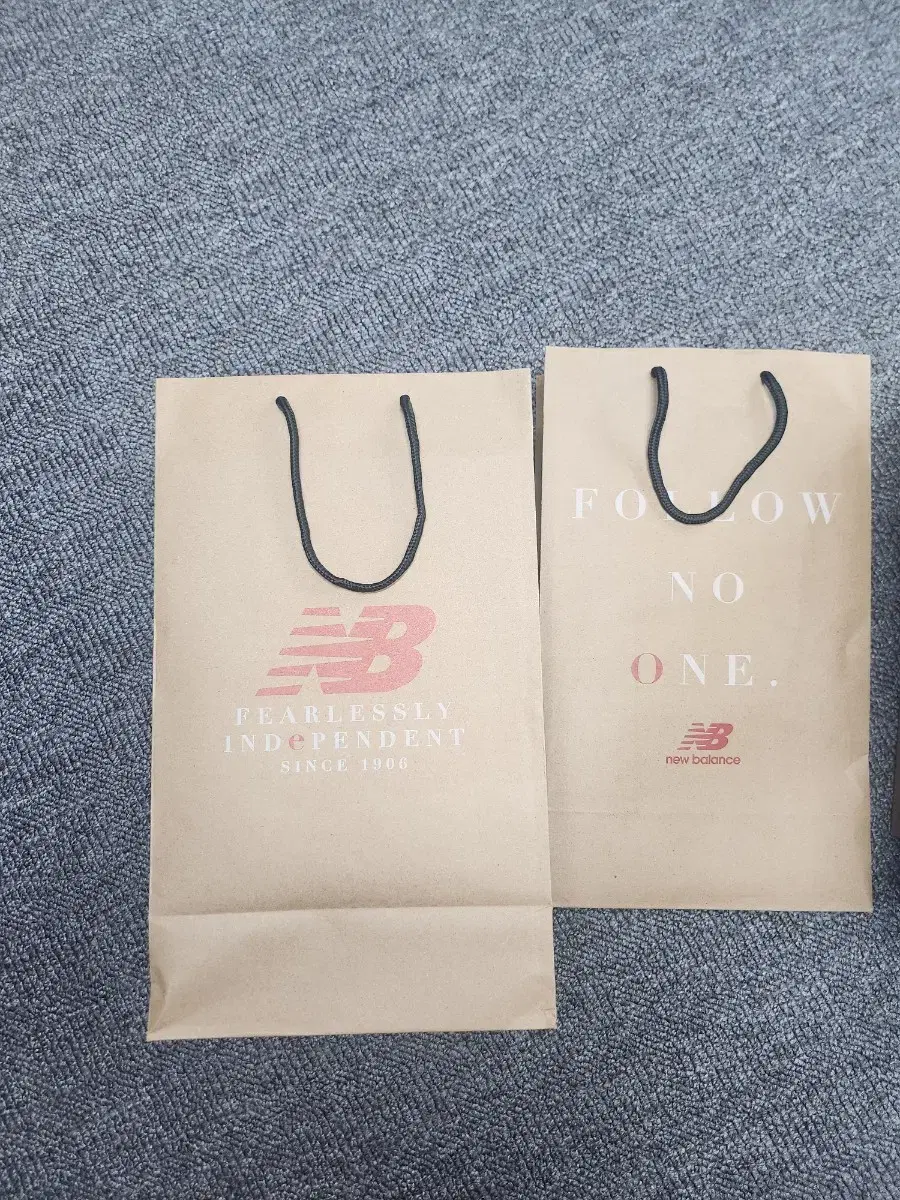 NB
FEARLESSLY
INDePENDENT
SINCE 1906
FOLLOW
NO
ONE.
NB
new balance